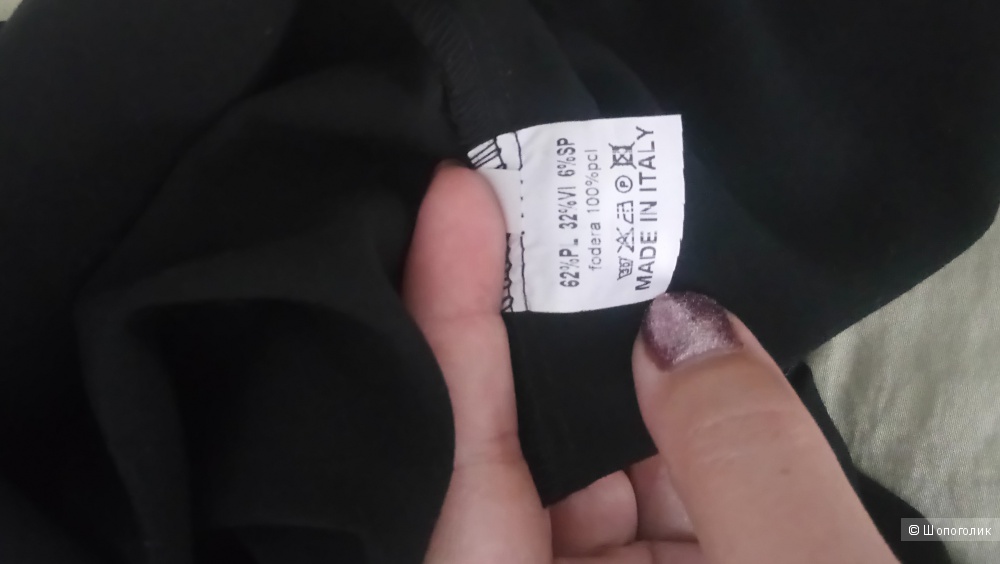 62%PL 32%VI 6%SP
fodera 100%pcl
MADE IN ITALY
© Шопоголик